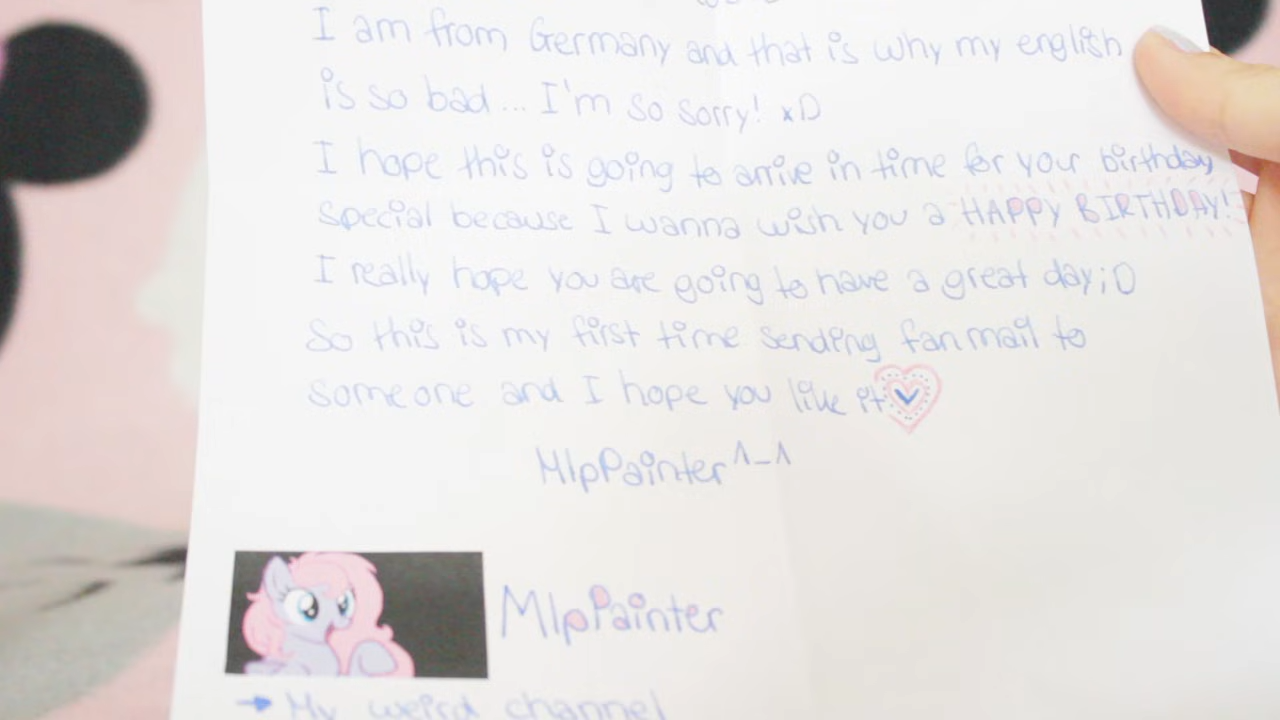 I am from Germany and that is why my english
is so bad... I'm so sorry! xD
I hope this is going to arrive in time for your birthday
special because I wanna wish you a HAPPY BIRTHDAY!
I really hope you are going to have a great day ;D
So this is my first time sending fanmail to
someone and I hope you like it
MlpPainter ^_^
MlpPainter
→ My weird channel